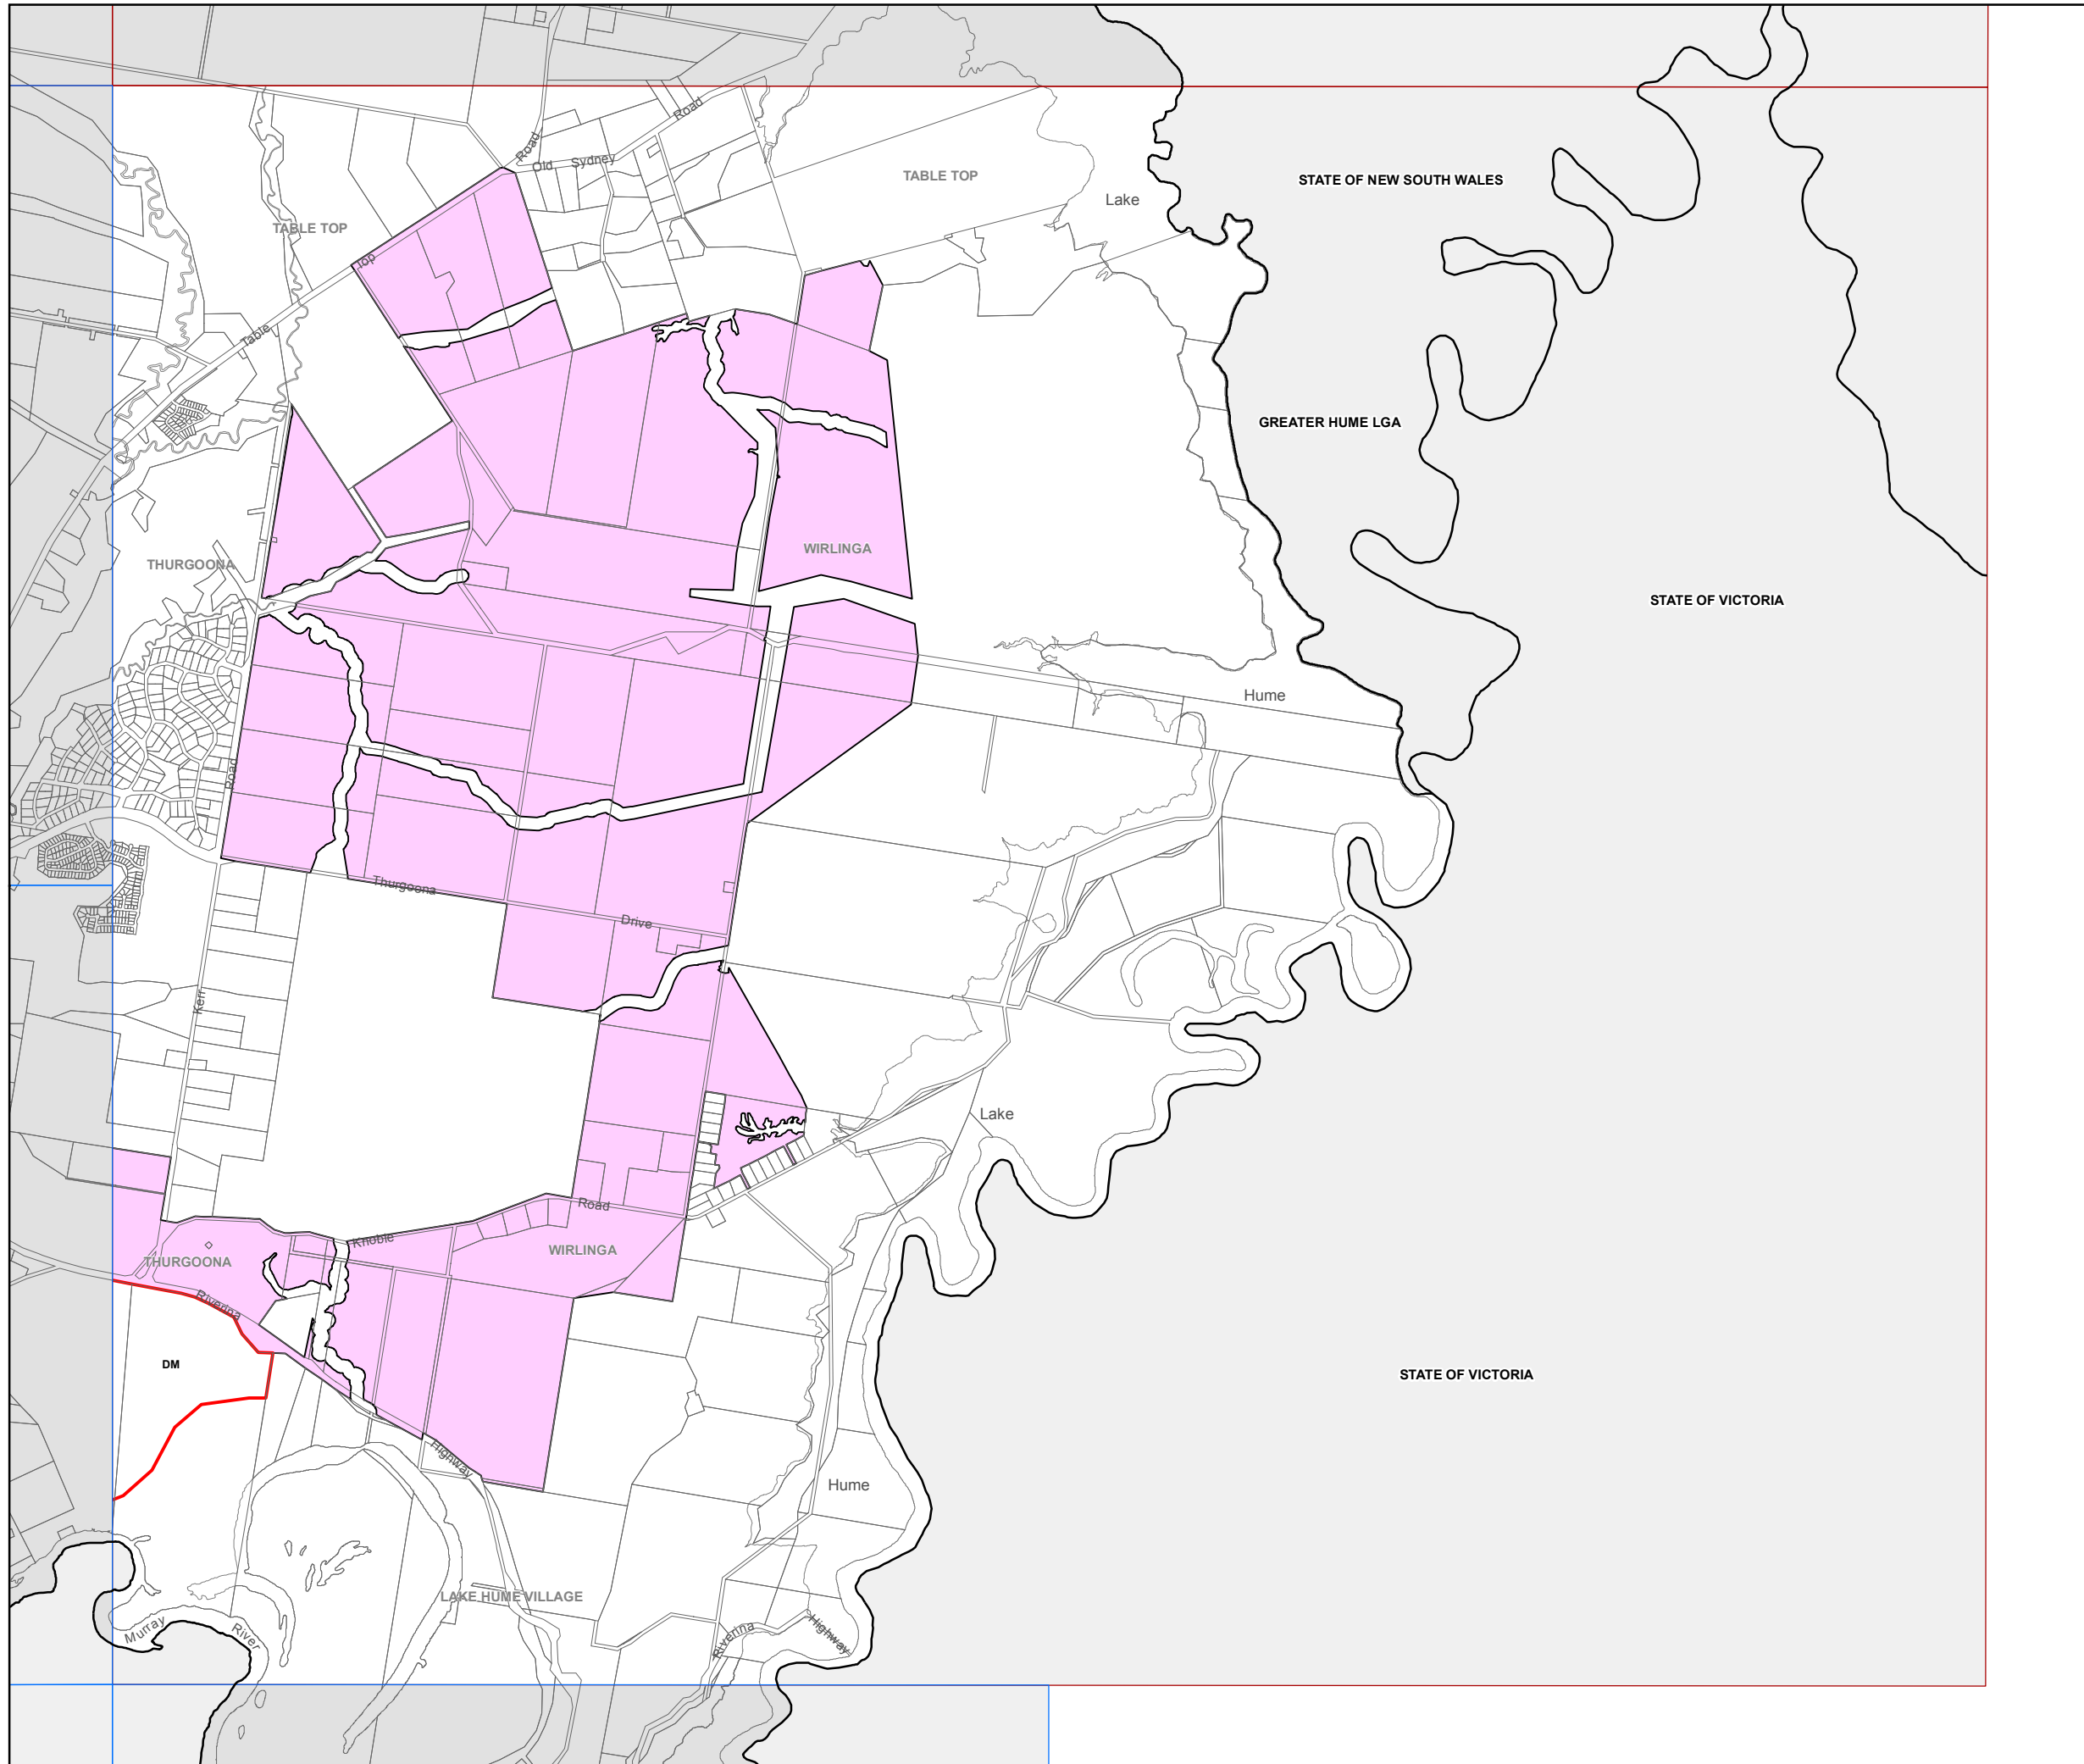 Road
Road
Old Sydney
TABLE TOP
STATE OF NEW SOUTH WALES
Lake
TABLE TOP
Top
Table
GREATER HUME LGA
WIRLINGA
THURGOONA
STATE OF VICTORIA
Hume
Road
Thurgoona
Drive
Kerr
Lake
Road
Knoble
WIRLINGA
THURGOONA
Riverina
DM
STATE OF VICTORIA
Highway
Hume
LAKE HUME VILLAGE
Murray
River
Riverina
Highway